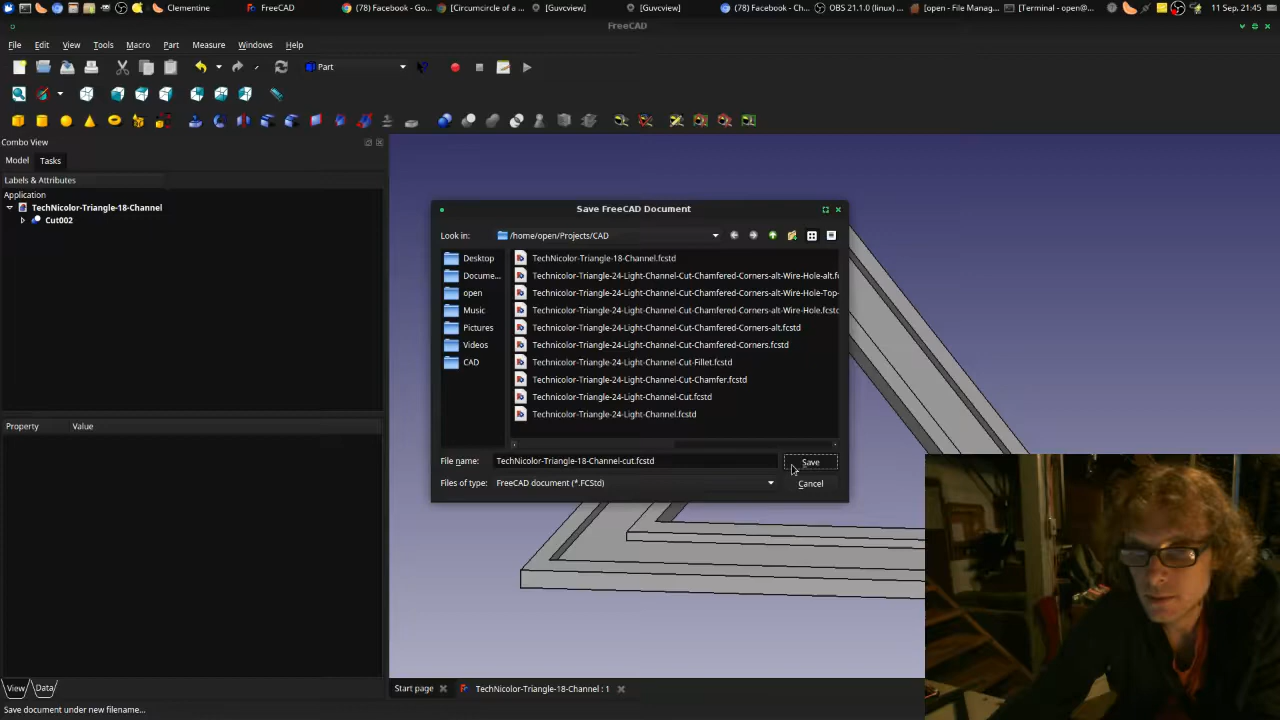 Clementine
FreeCAD
(78) Facebook - Go...
[Circumcircle of a ...
[Guvcview]
[Guvcview]
(78) Facebook - Ch...
OBS 21.1.0 (linux) ...
[open - File Manag...
[Terminal - open@...
11 Sep, 21:45
FreeCAD
File Edit View Tools Macro Part Measure Windows Help
Part
Combo View
Model Tasks
Labels & Attributes
Application
TechNicolor-Triangle-18-Channel
Cut002
Property Value
View Data
Save FreeCAD Document
Look in: /home/open/Projects/CAD
Desktop
Docume...
open
Music
Pictures
Videos
CAD
TechNicolor-Triangle-18-Channel.fcstd
Technicolor-Triangle-24-Light-Channel-Cut-Chamfered-Corners-alt-Wire-Hole-alt.f
Technicolor-Triangle-24-Light-Channel-Cut-Chamfered-Corners-alt-Wire-Hole-Top-
Technicolor-Triangle-24-Light-Channel-Cut-Chamfered-Corners-alt-Wire-Hole.fcstd
Technicolor-Triangle-24-Light-Channel-Cut-Chamfered-Corners-alt.fcstd
Technicolor-Triangle-24-Light-Channel-Cut-Chamfered-Corners.fcstd
Technicolor-Triangle-24-Light-Channel-Cut-Fillet.fcstd
Technicolor-Triangle-24-Light-Channel-Cut-Chamfer.fcstd
Technicolor-Triangle-24-Light-Channel-Cut.fcstd
Technicolor-Triangle-24-Light-Channel.fcstd
File name: TechNicolor-Triangle-18-Channel-cut.fcstd Save
Files of type: FreeCAD document (*.FCStd) Cancel
Start page
TechNicolor-Triangle-18-Channel : 1
Save document under new filename...